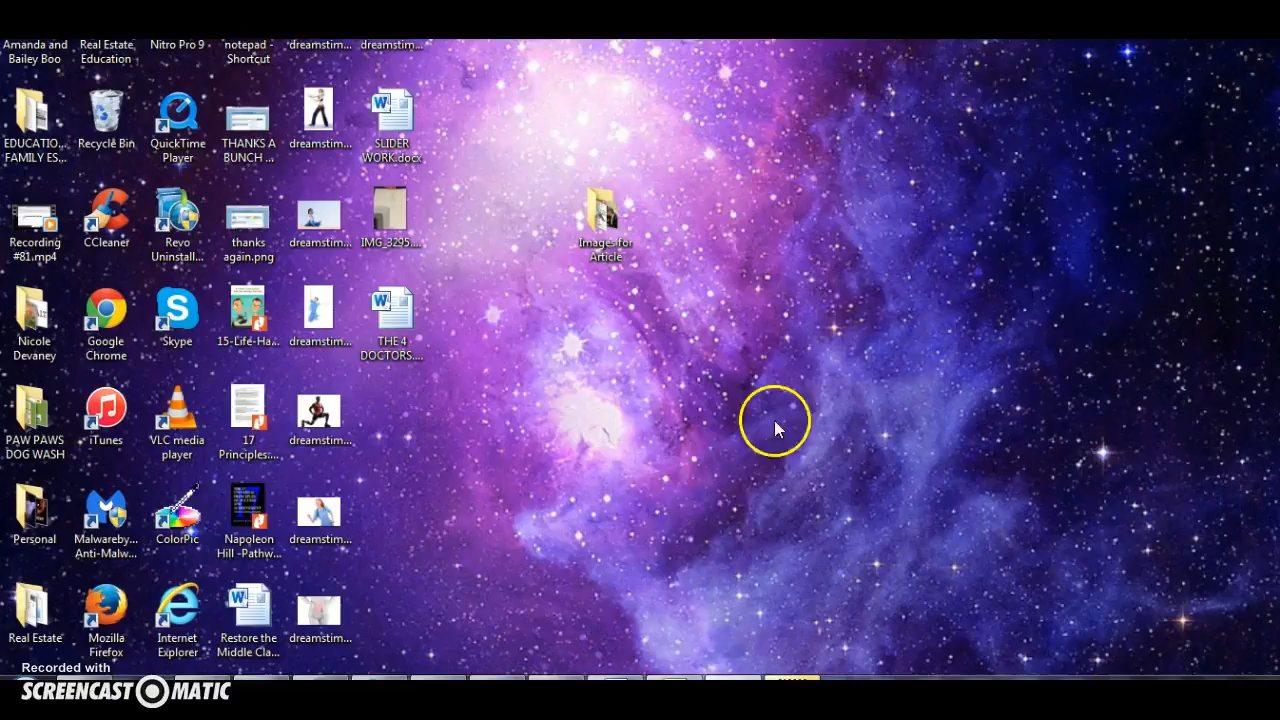 Amanda and
Bailey Boo
Real Estate
Education
Nitro Pro 9
notepad -
Shortcut
dreamstim...
dreamstim...
EDUCATIO...
FAMILY ES...
Recycle Bin
QuickTime
Player
THANKS A
BUNCH ...
dreamstim...
SLIDER
WORK.docx
Recording
#81.mp4
CCleaner
Revo
Uninstall...
thanks
again.png
dreamstim...
IMG_3295....
Images for
Article
Nicole
Devaney
Google
Chrome
Skype
15-Life-Ha...
dreamstim...
THE 4
DOCTORS....
PAW PAWS
DOG WASH
iTunes
VLC media
player
17
Principles:...
dreamstim...
Personal
Malwareby...
Anti-Malw...
ColorPic
Napoleon
Hill -Pathw...
dreamstim...
Real Estate
Mozilla
Firefox
Internet
Explorer
Restore the
Middle Cla...
dreamstim...
Recorded with
SCREENCAST MATIC